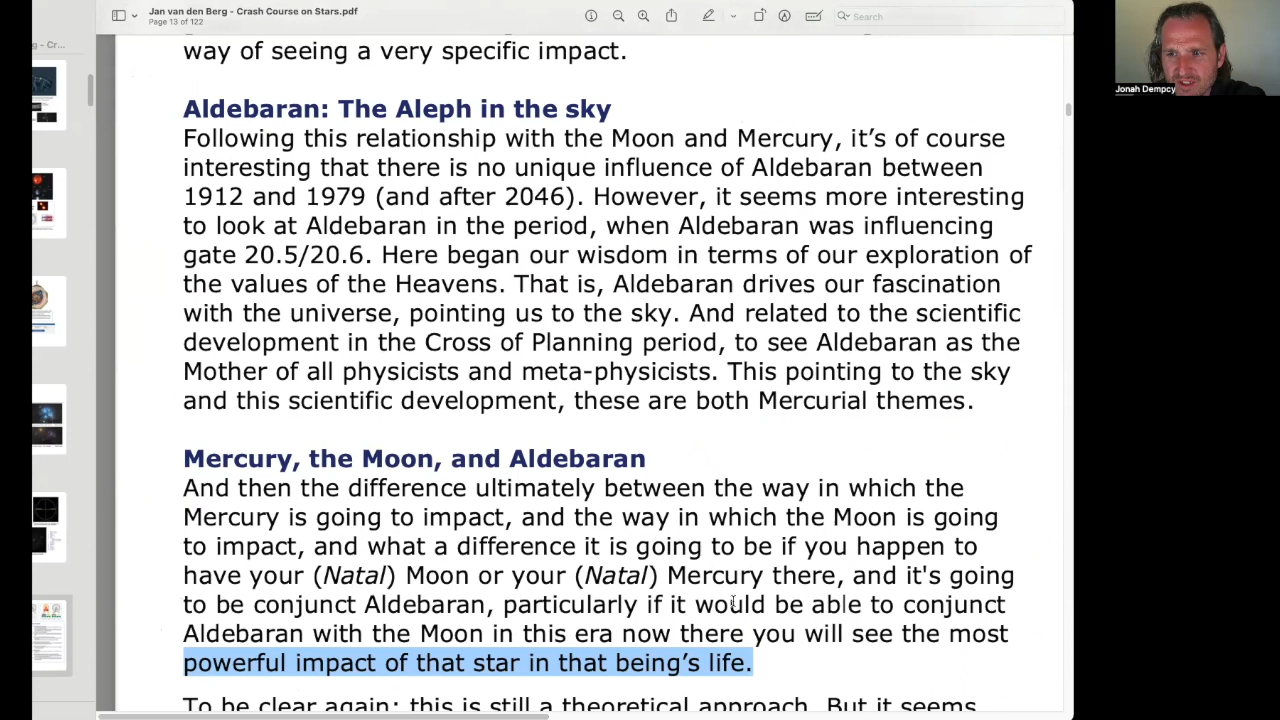 Jan van den Berg - Crash Course on Stars.pdf
Page 13 of 122
Search
Jonah Dempcy
way of seeing a very specific impact.
Aldebaran: The Aleph in the sky
Following this relationship with the Moon and Mercury, it’s of course
interesting that there is no unique influence of Aldebaran between
1912 and 1979 (and after 2046). However, it seems more interesting
to look at Aldebaran in the period, when Aldebaran was influencing
gate 20.5/20.6. Here began our wisdom in terms of our exploration of
the values of the Heavens. That is, Aldebaran drives our fascination
with the universe, pointing us to the sky. And related to the scientific
development in the Cross of Planning period, to see Aldebaran as the
Mother of all physicists and meta-physicists. This pointing to the sky
and this scientific development, these are both Mercurial themes.
Mercury, the Moon, and Aldebaran
And then the difference ultimately between the way in which the
Mercury is going to impact, and the way in which the Moon is going
to impact, and what a difference it is going to be if you happen to
have your (Natal) Moon or your (Natal) Mercury there, and it's going
to be conjunct Aldebaran, particularly if it would be able to conjunct
Aldebaran with the Moon in this era now there you will see the most
powerful impact of that star in that being’s life.
To be clear again: this is still a theoretical approach. But it seems